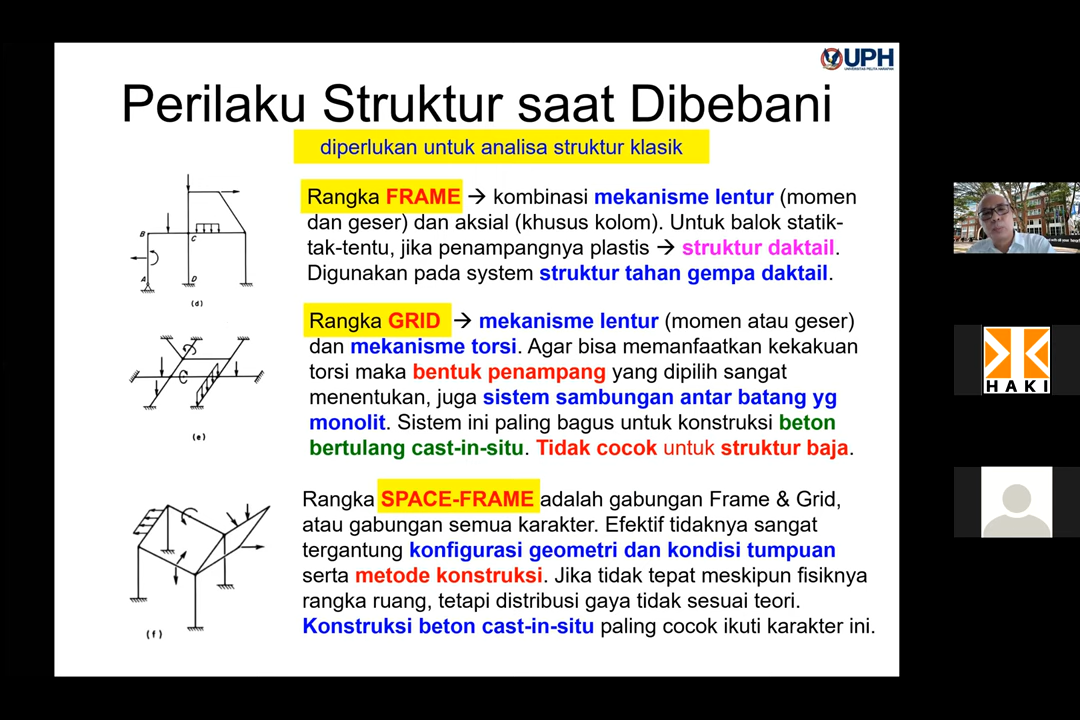 UPH
UNIVERSITAS PELITA HARAPAN
Perilaku Struktur saat Dibebani
diperlukan untuk analisa struktur klasik
Rangka FRAME → kombinasi mekanisme lentur (momen
dan geser) dan aksial (khusus kolom). Untuk balok statik-
tak-tentu, jika penampangnya plastis → struktur daktail.
Digunakan pada system struktur tahan gempa daktail.
B
C
A
D
(d)
Rangka GRID → mekanisme lentur (momen atau geser)
dan mekanisme torsi. Agar bisa memanfaatkan kekakuan
torsi maka bentuk penampang yang dipilih sangat
menentukan, juga sistem sambungan antar batang yg
monolit. Sistem ini paling bagus untuk konstruksi beton
bertulang cast-in-situ. Tidak cocok untuk struktur baja.
(e)
Rangka SPACE-FRAME adalah gabungan Frame & Grid,
atau gabungan semua karakter. Efektif tidaknya sangat
tergantung konfigurasi geometri dan kondisi tumpuan
serta metode konstruksi. Jika tidak tepat meskipun fisiknya
rangka ruang, tetapi distribusi gaya tidak sesuai teori.
Konstruksi beton cast-in-situ paling cocok ikuti karakter ini.
(f)
HAKI